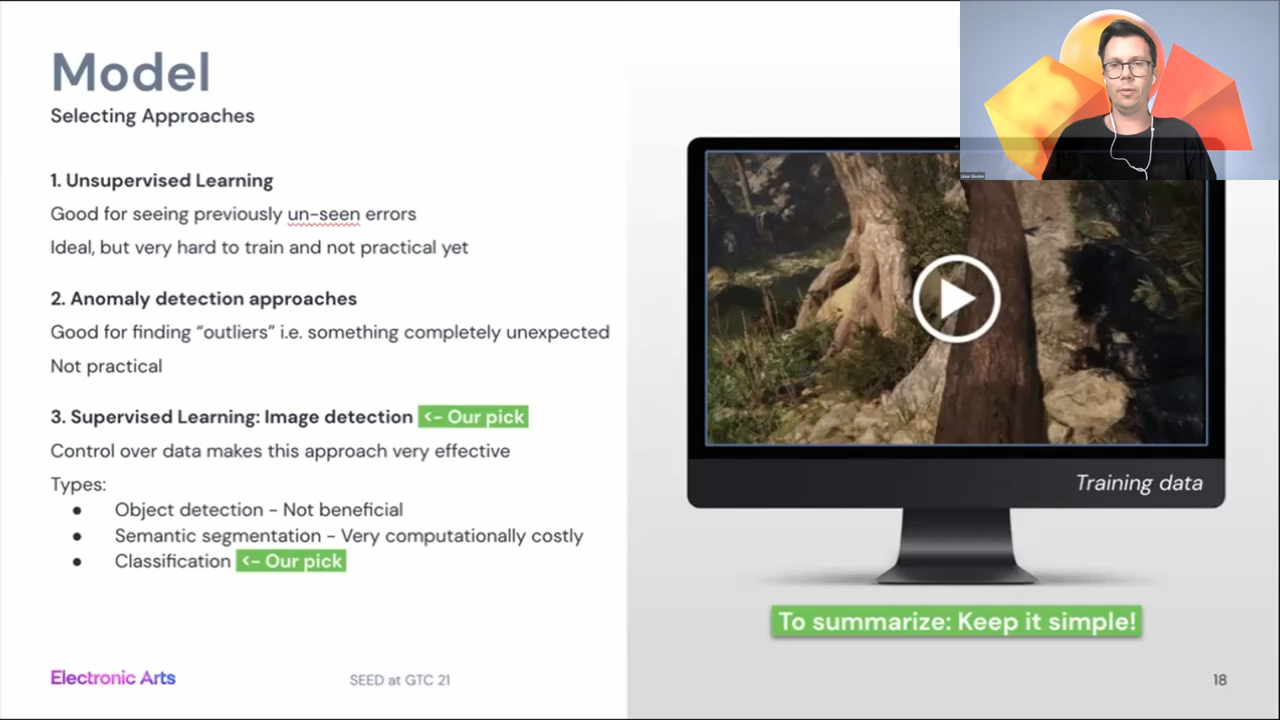 Model
Selecting Approaches
1. Unsupervised Learning
Good for seeing previously un-seen errors
Ideal, but very hard to train and not practical yet
2. Anomaly detection approaches
Good for finding “outliers” i.e. something completely unexpected
Not practical
3. Supervised Learning: Image detection <- Our pick
Control over data makes this approach very effective
Types:
● Object detection - Not beneficial
● Semantic segmentation - Very computationally costly
● Classification <- Our pick
Training data
To summarize: Keep it simple!
Electronic Arts
SEED at GTC 21
18